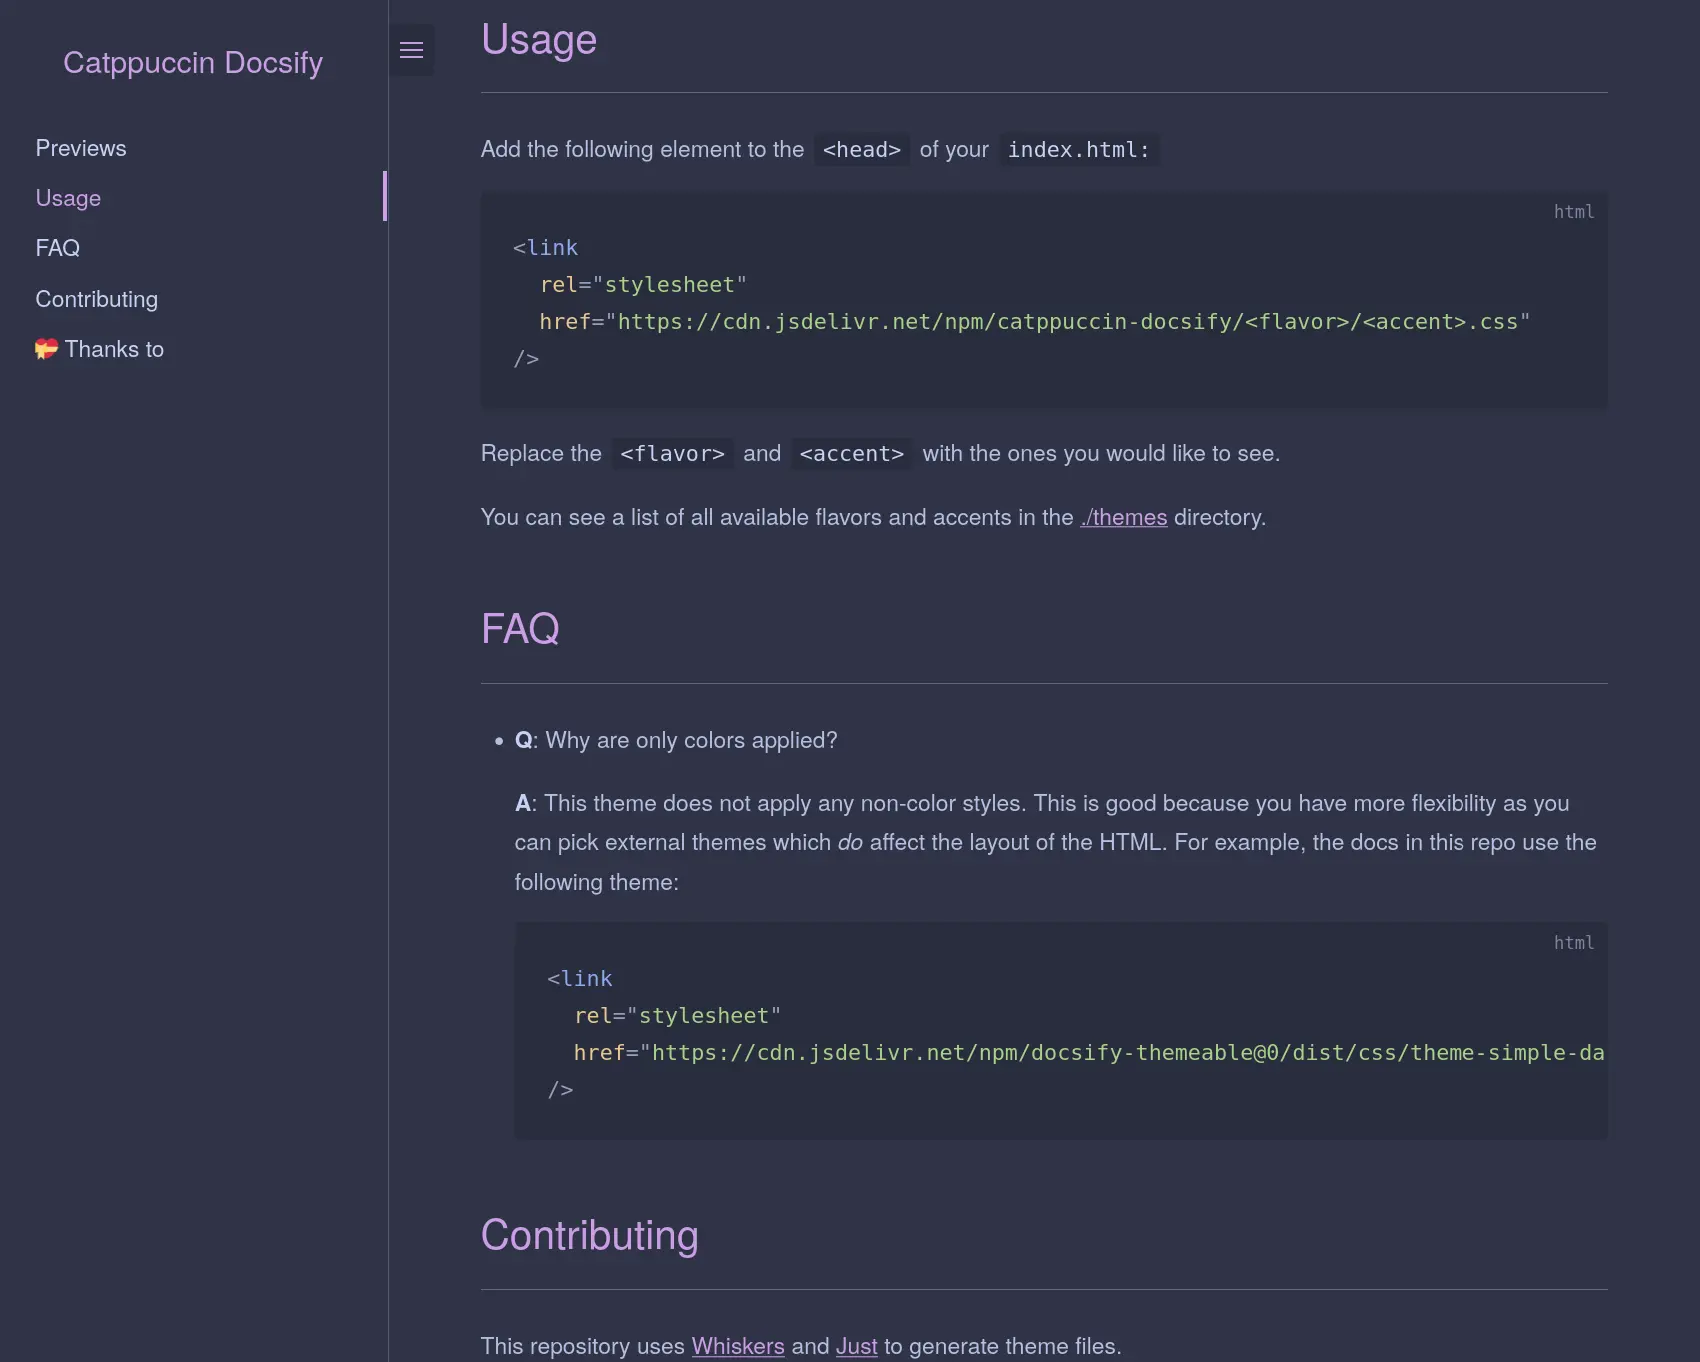 Catppuccin Docsify
Previews
Usage
FAQ
Contributing
💝 Thanks to
Usage
Add the following element to the <head> of your index.html:
html
<link
  rel="stylesheet"
  href="https://cdn.jsdelivr.net/npm/catppuccin-docsify/<flavor>/<accent>.css"
/>
Replace the <flavor> and <accent> with the ones you would like to see.
You can see a list of all available flavors and accents in the ./themes directory.
FAQ
• Q: Why are only colors applied?
A: This theme does not apply any non-color styles. This is good because you have more flexibility as you
can pick external themes which do affect the layout of the HTML. For example, the docs in this repo use the
following theme:
html
<link
  rel="stylesheet"
  href="https://cdn.jsdelivr.net/npm/docsify-themeable@0/dist/css/theme-simple-da
/>
Contributing
This repository uses Whiskers and Just to generate theme files.